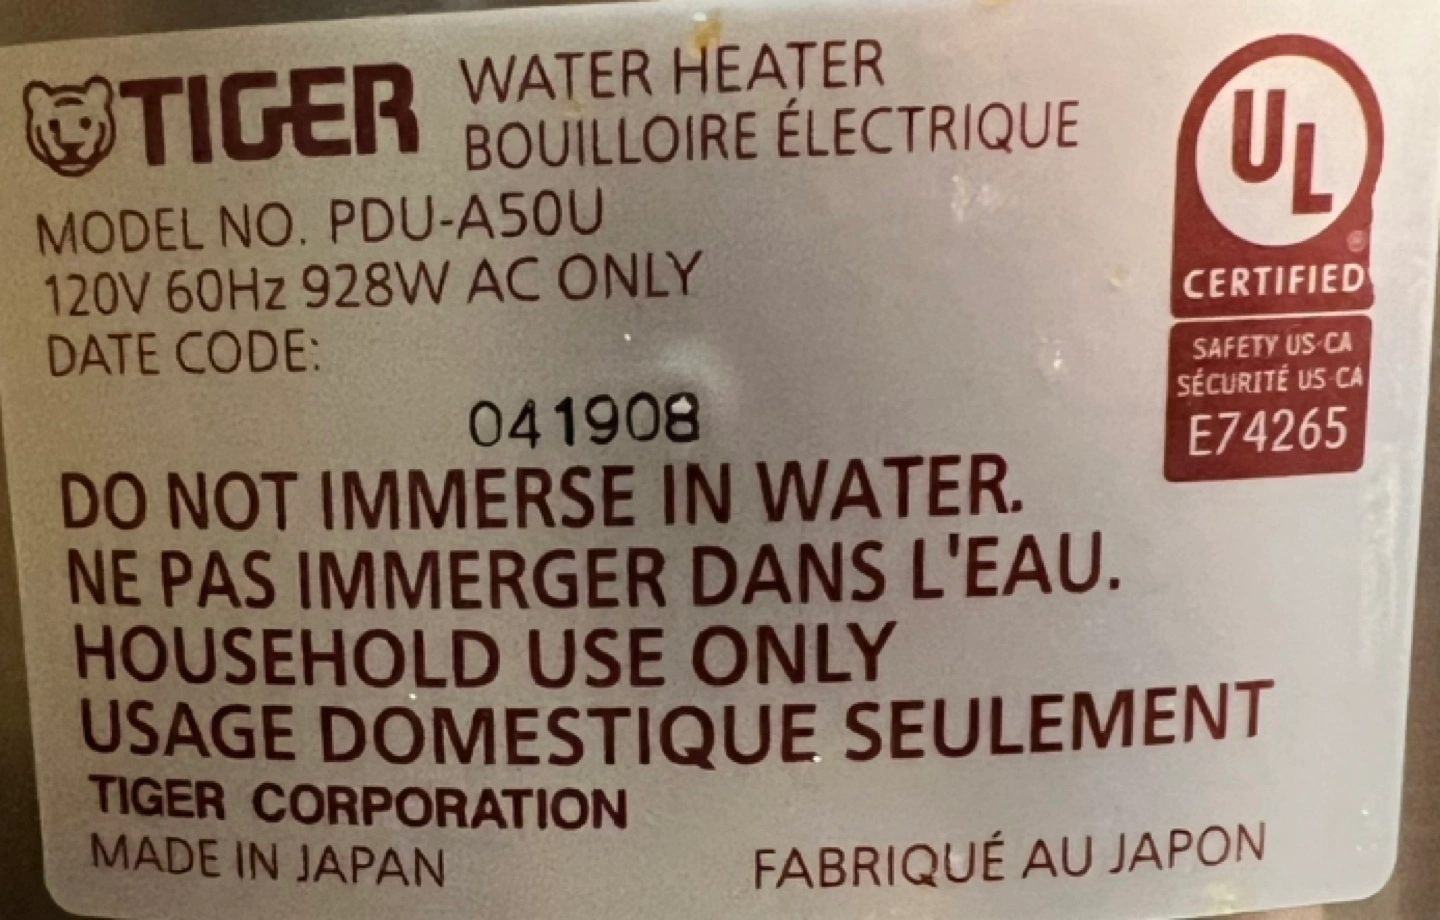 TIGER
WATER HEATER
BOUILLOIRE ÉLECTRIQUE
MODEL NO. PDU-A50U
120V 60Hz 928W AC ONLY
DATE CODE:
041908
DO NOT IMMERSE IN WATER.
NE PAS IMMERGER DANS L'EAU.
HOUSEHOLD USE ONLY
USAGE DOMESTIQUE SEULEMENT
TIGER CORPORATION
MADE IN JAPAN
FABRIQUÉ AU JAPON
UL
®
CERTIFIED
SAFETY US·CA
SÉCURITÉ US·CA
E74265